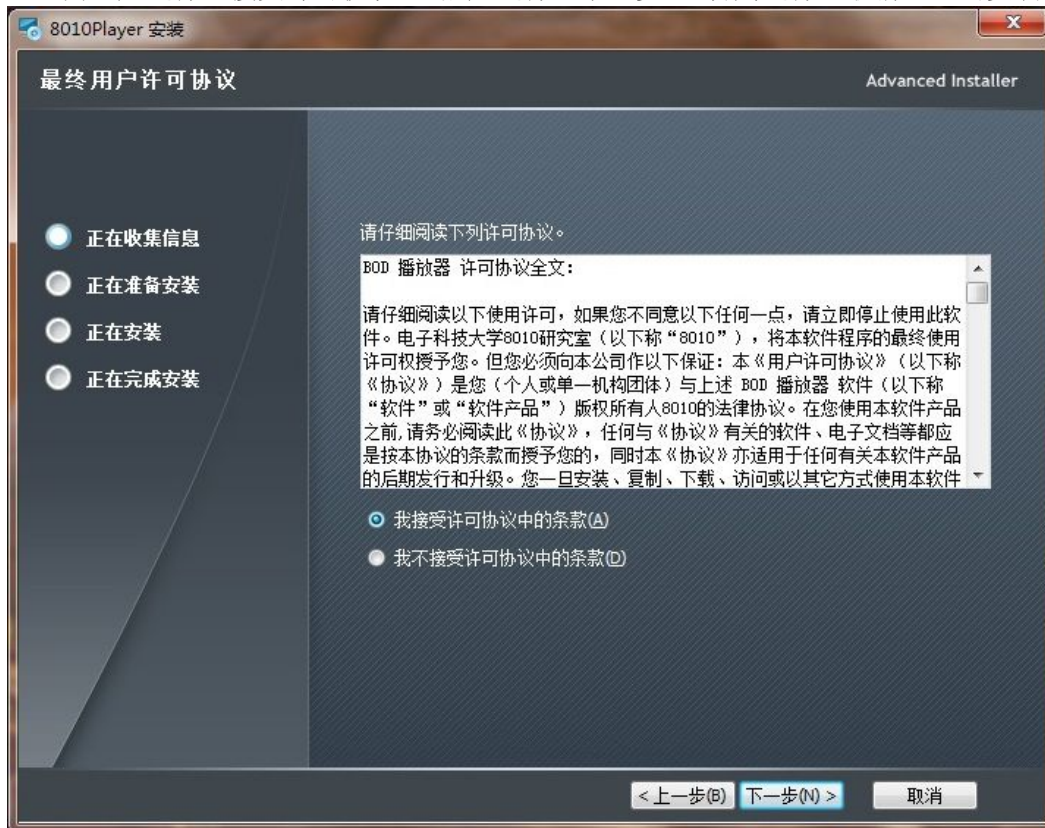 8010Player 安装
最终用户许可协议
Advanced Installer
正在收集信息
正在准备安装
正在安装
正在完成安装
请仔细阅读下列许可协议。
BOD 播放器 许可协议全文：
请仔细阅读以下使用许可，如果您不同意以下任何一点，请立即停止使用此软
件。电子科技大学8010研究室（以下称“8010”），将本软件程序的最终使用
许可权授予您。但您必须向本公司作以下保证：本《用户许可协议》（以下称
《协议》）是您（个人或单一机构团体）与上述 BOD 播放器 软件（以下称
“软件”或“软件产品”）版权所有人8010的法律协议。在您使用本软件产品
之前,请务必阅读此《协议》，任何与《协议》有关的软件、电子文档等都应
是按本协议的条款而授予您的，同时本《协议》亦适用于任何有关本软件产品
的后期发行和升级。您一旦安装、复制、下载、访问或以其它方式使用本软件
我接受许可协议中的条款(A)
我不接受许可协议中的条款(D)
<上一步(B)
下一步(N) >
取消